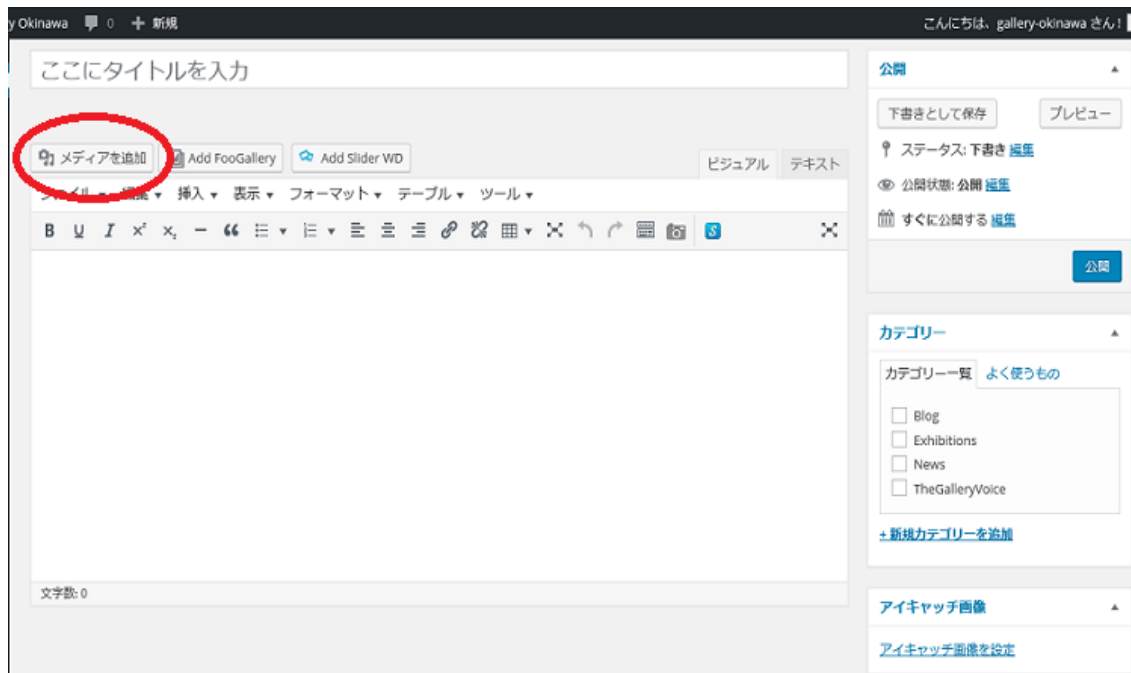 y Okinawa 0 + 新規 こんにちは、gallery-okinawa さん!
ここにタイトルを入力
メディアを追加 Add FooGallery Add Slider WD
ビジュアル テキスト
ファイル 編集 挿入 表示 フォーマット テーブル ツール
B U I x² x₂ − “
文字数: 0
公開
下書きとして保存 プレビュー
ステータス: 下書き 編集
公開状態: 公開 編集
すぐに公開する 編集
公開
カテゴリー
カテゴリー一覧 よく使うもの
Blog
Exhibitions
News
TheGalleryVoice
+ 新規カテゴリーを追加
アイキャッチ画像
アイキャッチ画像を設定